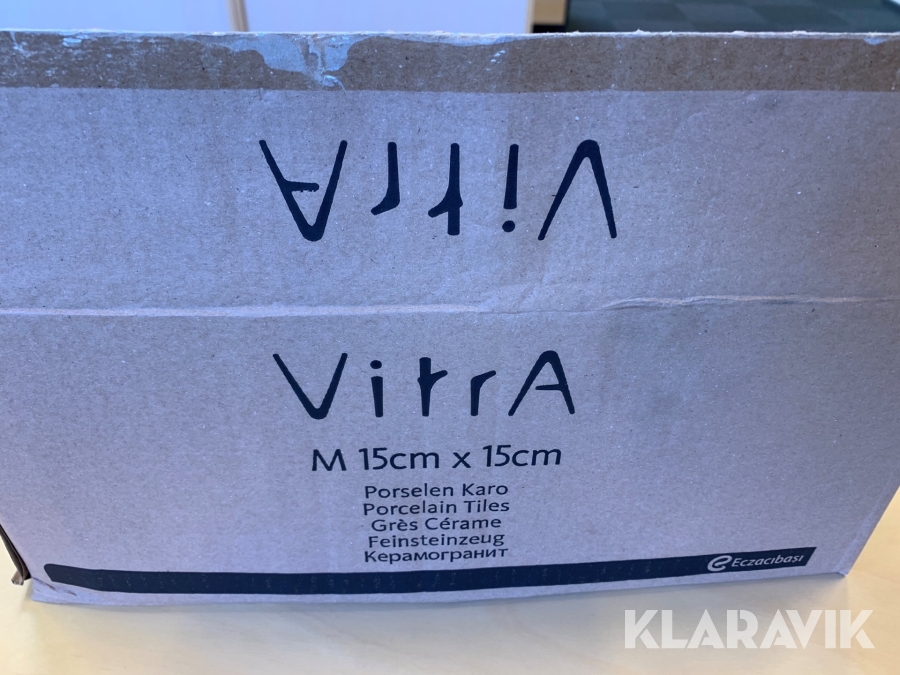 VitrA
VitrA
M 15cm x 15cm
Porselen Karo
Porcelain Tiles
Grès Cérame
Feinsteinzeug
Керамогранит
Eczacıbaşı
KLARAVIK